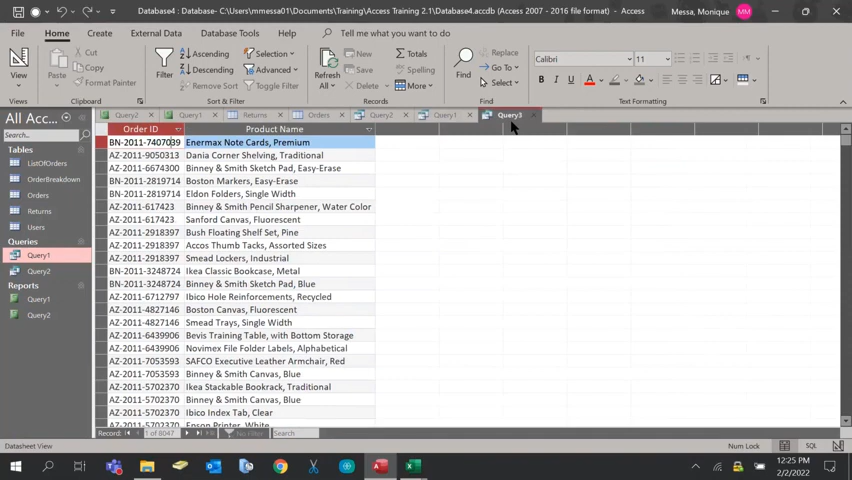 Database4 : Database- C:\Users\mmessa01\Documents\Training\Access Training 2.1\Database4.accdb (Access 2007 - 2016 file format) - Access
Messa, Monique
MM
File Home Create External Data Database Tools Help Table Tell me what you want to do
View
Views
Paste
Cut
Copy
Format Painter
Clipboard
Filter
Ascending
Descending
Remove Sort
Selection
Advanced
Toggle Filter
Sort & Filter
Refresh
All
New
Save
Delete
Totals
Spelling
More
Records
Find
Replace
Go To
Select
Find
Calibri 11
B I U A
Text Formatting
Query2 Query1 Returns Orders Query2 Query1 Query3
All Acc...
Search...
Tables
ListOfOrders
OrderBreakdown
Orders
Returns
Users
Queries
Query1
Query2
Reports
Query1
Query2
Order ID Product Name
BN-2011-7407039 Enermax Note Cards, Premium
AZ-2011-9050313 Dania Corner Shelving, Traditional
AZ-2011-6674300 Binney & Smith Sketch Pad, Easy-Erase
BN-2011-2819714 Boston Markers, Easy-Erase
BN-2011-2819714 Eldon Folders, Single Width
AZ-2011-617423 Binney & Smith Pencil Sharpener, Water Color
AZ-2011-617423 Sanford Canvas, Fluorescent
AZ-2011-2918397 Bush Floating Shelf Set, Pine
AZ-2011-2918397 Accos Thumb Tacks, Assorted Sizes
AZ-2011-2918397 Smead Lockers, Industrial
BN-2011-3248724 Ikea Classic Bookcase, Metal
BN-2011-3248724 Binney & Smith Sketch Pad, Blue
AZ-2011-6712797 Ibico Hole Reinforcements, Recycled
AZ-2011-4827146 Boston Canvas, Fluorescent
AZ-2011-4827146 Smead Trays, Single Width
AZ-2011-6439906 Bevis Training Table, with Bottom Storage
AZ-2011-6439906 Novimex File Folder Labels, Alphabetical
AZ-2011-7053593 SAFCO Executive Leather Armchair, Red
AZ-2011-7053593 Binney & Smith Canvas, Blue
AZ-2011-5702370 Ikea Stackable Bookrack, Traditional
AZ-2011-5702370 Binney & Smith Canvas, Blue
AZ-2011-5702370 Ibico Index Tab, Clear
AZ-2011-5702370 Epson Printer, White
Record: 1 of 8047 No Filter Search
Datasheet View
Num Lock
SQL
12:25 PM
2/2/2022